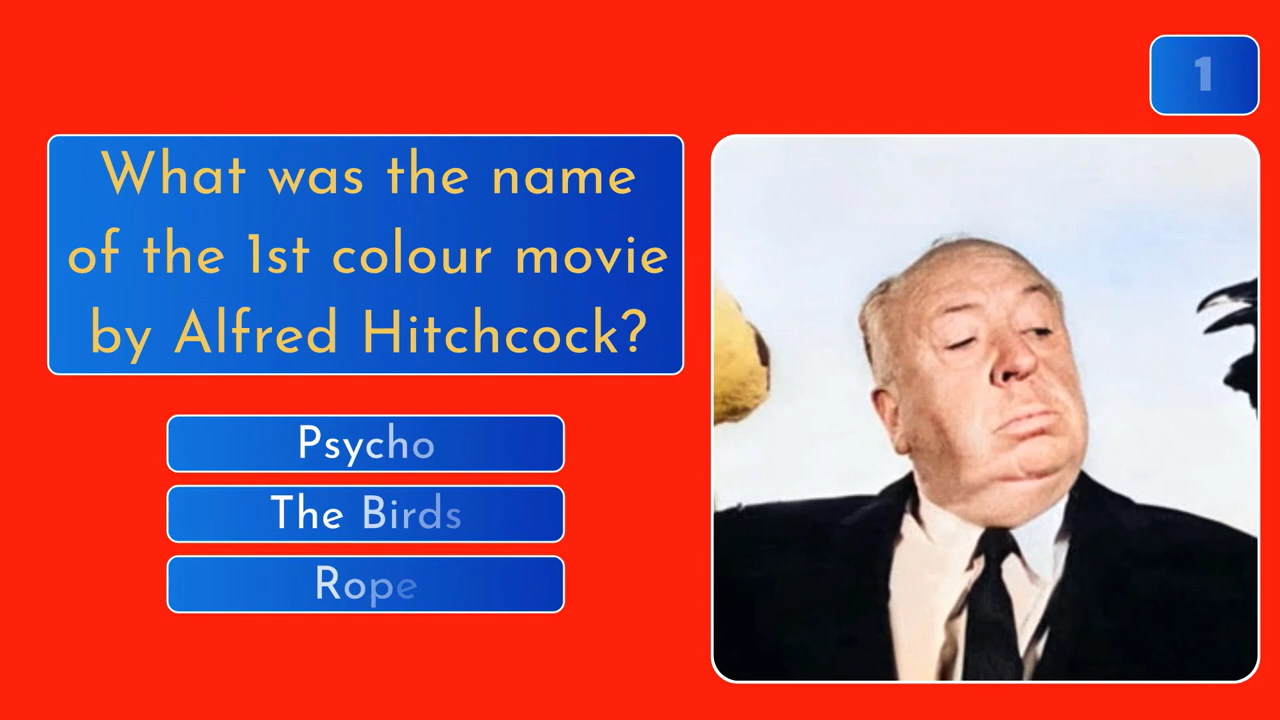 1
What was the name
of the 1st colour movie
by Alfred Hitchcock?
Psycho
The Birds
Rope